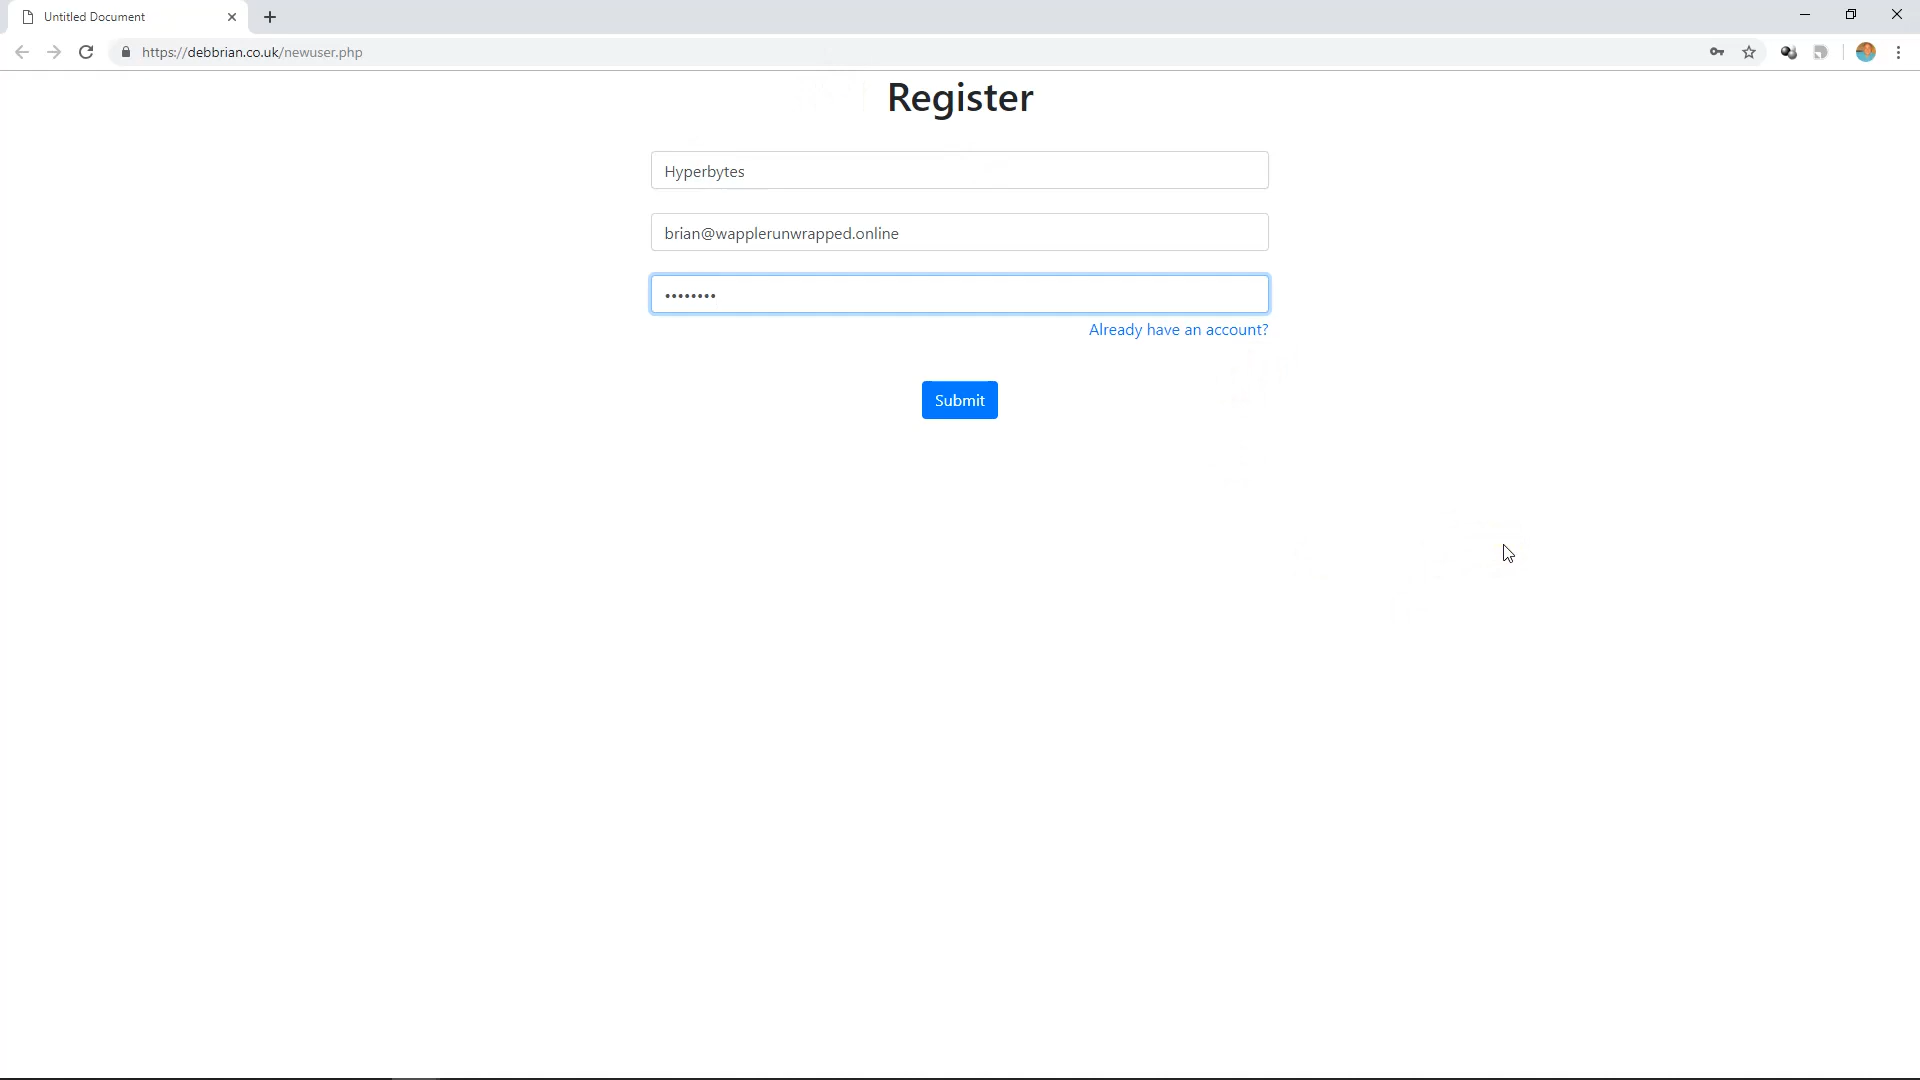 Untitled Document
https://debbrian.co.uk/newuser.php
Register
Hyperbytes
brian@wapplerunwrapped.online
••••••••
Already have an account?
Submit